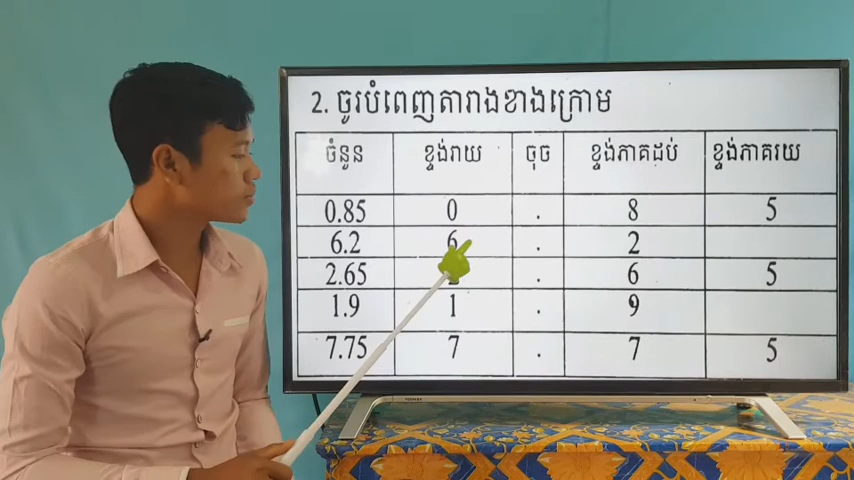 2. ចូរបំពេញតារាងខាងក្រោម
ចំនួន ខ្ទង់រាយ ចុច ខ្ទង់ភាគដប់ ខ្ទង់ភាគរយ
0.85 0 . 8 5
6.2 6 . 2
2.65 . 6 5
1.9 1 . 9
7.75 7 . 7 5
TOSHIBA